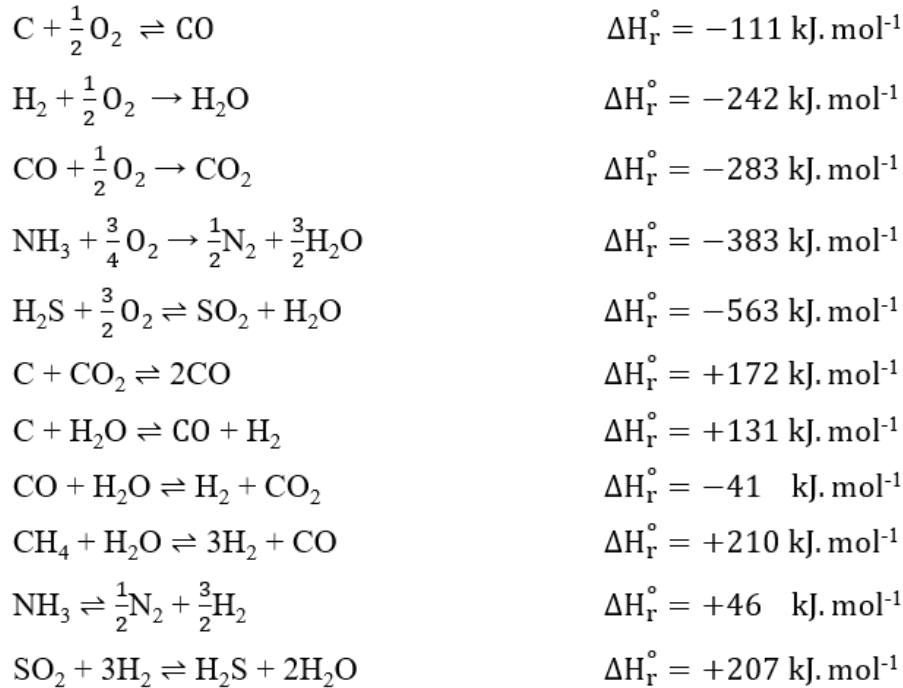 C + 1/2 O₂ ⇌ CO ΔH°ᵣ = −111 kJ. mol⁻¹
H₂ + 1/2 O₂ → H₂O ΔH°ᵣ = −242 kJ. mol⁻¹
CO + 1/2 O₂ → CO₂ ΔH°ᵣ = −283 kJ. mol⁻¹
NH₃ + 3/4 O₂ → 1/2 N₂ + 3/2 H₂O ΔH°ᵣ = −383 kJ. mol⁻¹
H₂S + 3/2 O₂ ⇌ SO₂ + H₂O ΔH°ᵣ = −563 kJ. mol⁻¹
C + CO₂ ⇌ 2CO ΔH°ᵣ = +172 kJ. mol⁻¹
C + H₂O ⇌ CO + H₂ ΔH°ᵣ = +131 kJ. mol⁻¹
CO + H₂O ⇌ H₂ + CO₂ ΔH°ᵣ = −41 kJ. mol⁻¹
CH₄ + H₂O ⇌ 3H₂ + CO ΔH°ᵣ = +210 kJ. mol⁻¹
NH₃ ⇌ 1/2 N₂ + 3/2 H₂ ΔH°ᵣ = +46 kJ. mol⁻¹
SO₂ + 3H₂ ⇌ H₂S + 2H₂O ΔH°ᵣ = +207 kJ. mol⁻¹